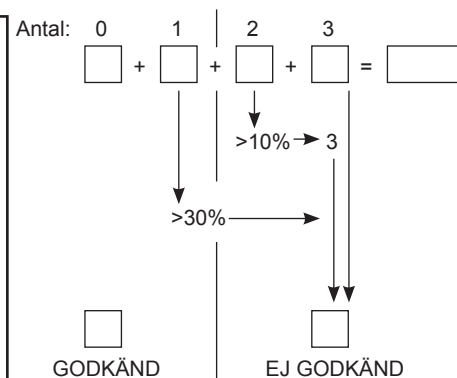 Antal: 0 1 2 3
+ + + =
>10% 3
>30%
GODKÄND EJ GODKÄND